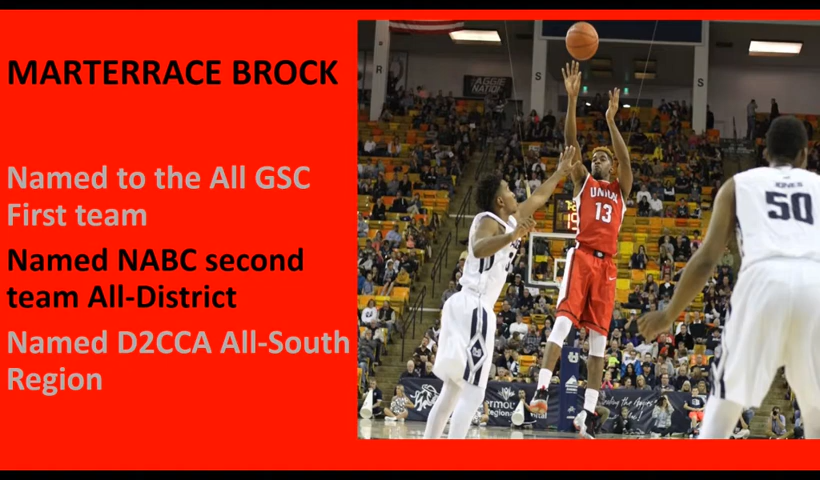 MARTERRACE BROCK
Named to the All GSC
First team
Named NABC second
team All-District
Named D2CCA All-South
Region
AGGIE
NATION
R
S
S
UNION
13
JONES
50